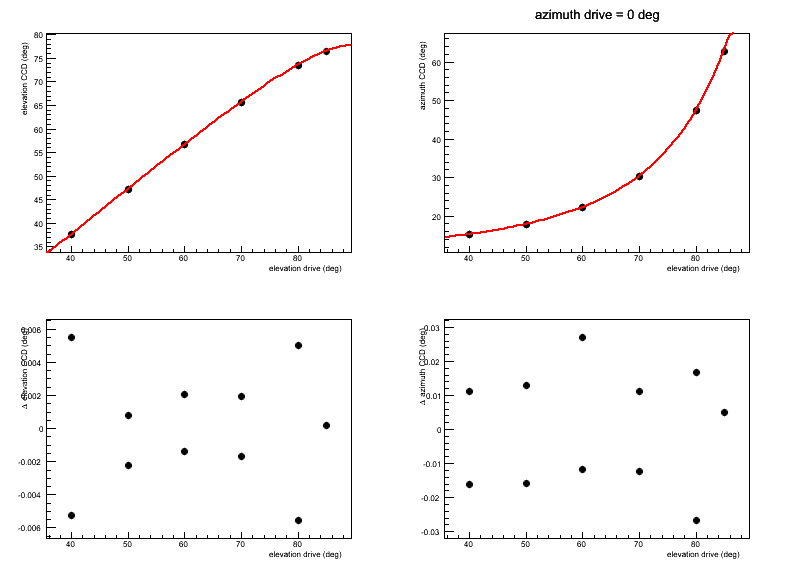 azimuth drive = 0 deg
elevation CCD (deg)
80
75
70
65
60
55
50
45
40
35
40 50 60 70 80
elevation drive (deg)
azimuth CCD (deg)
60
50
40
30
20
40 50 60 70 80
elevation drive (deg)
Δ elevation CCD (deg)
0.006
0.004
0.002
0
-0.002
-0.004
-0.006
40 50 60 70 80
elevation drive (deg)
Δ azimuth CCD (deg)
0.03
0.02
0.01
0
-0.01
-0.02
-0.03
40 50 60 70 80
elevation drive (deg)